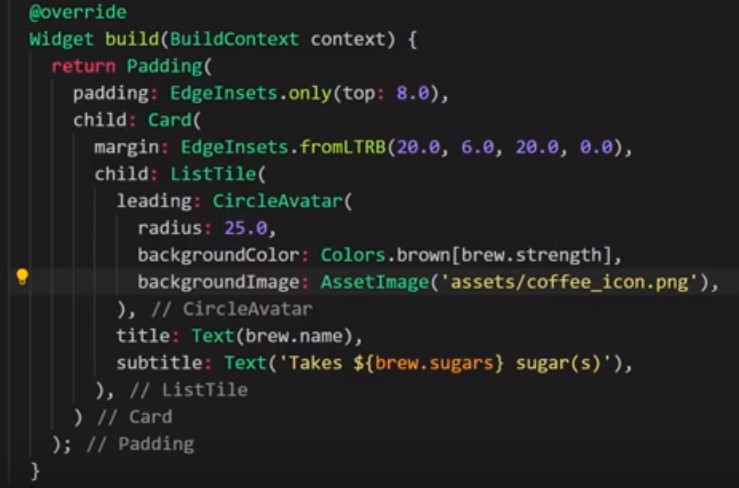 @override
Widget build(BuildContext context) {
  return Padding(
    padding: EdgeInsets.only(top: 8.0),
    child: Card(
      margin: EdgeInsets.fromLTRB(20.0, 6.0, 20.0, 0.0),
      child: ListTile(
        leading: CircleAvatar(
          radius: 25.0,
          backgroundColor: Colors.brown[brew.strength],
          backgroundImage: AssetImage('assets/coffee_icon.png'),
        ), // CircleAvatar
        title: Text(brew.name),
        subtitle: Text('Takes ${brew.sugars} sugar(s)'),
      ), // ListTile
    ) // Card
  ); // Padding
}